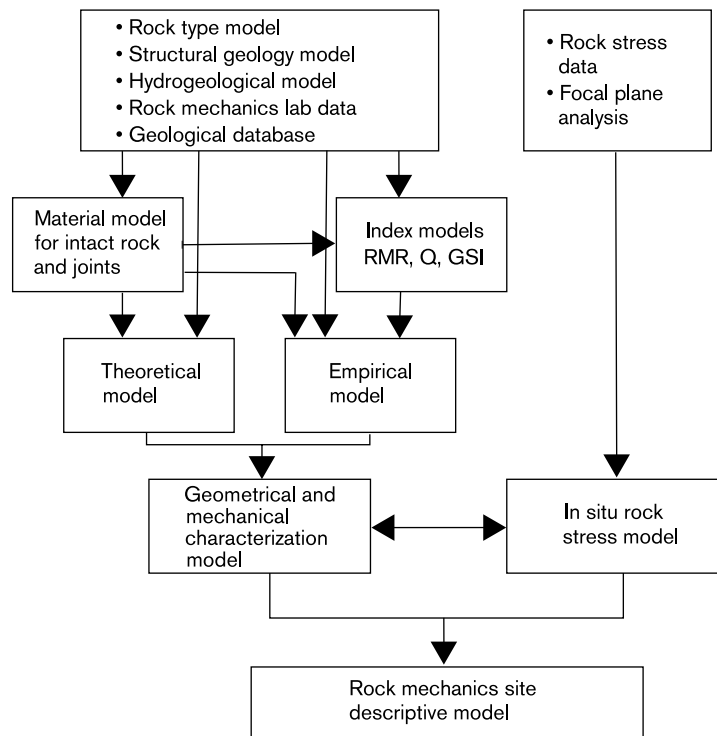 • Rock type model
• Structural geology model
• Hydrogeological model
• Rock mechanics lab data
• Geological database
• Rock stress
data
• Focal plane
analysis
Material model
for intact rock
and joints
Index models
RMR, Q, GSI
Theoretical
model
Empirical
model
Geometrical and
mechanical
characterization
model
In situ rock
stress model
Rock mechanics site
descriptive model